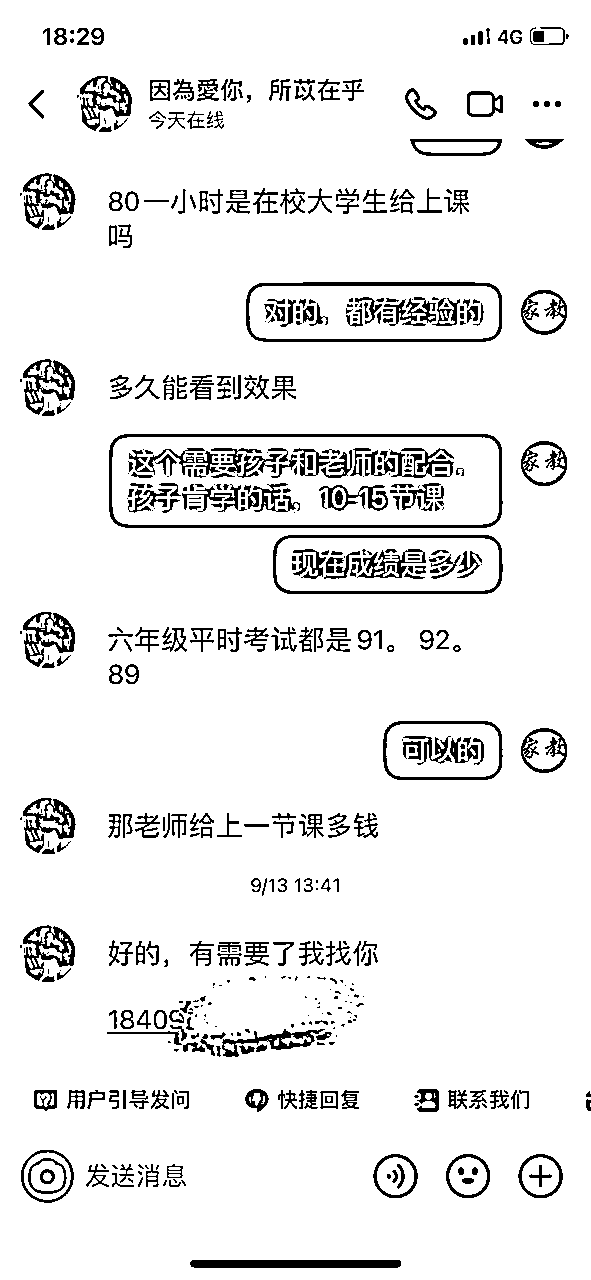 18:29
4G
因為愛你，所苡在乎
今天在线
80一小时是在校大学生给上课
吗
对的。都有经验的
家教
多久能看到效果
这个需要孩子和老师的配合。
孩子肯学的话。10-15节课
家教
现在成绩是多少
六年级平时考试都是91。 92。
89
可以的
家教
那老师给上一节课多钱
9/13 13:41
好的，有需要了我找你
18409
用户引导发问
快捷回复
联系我们
发送消息